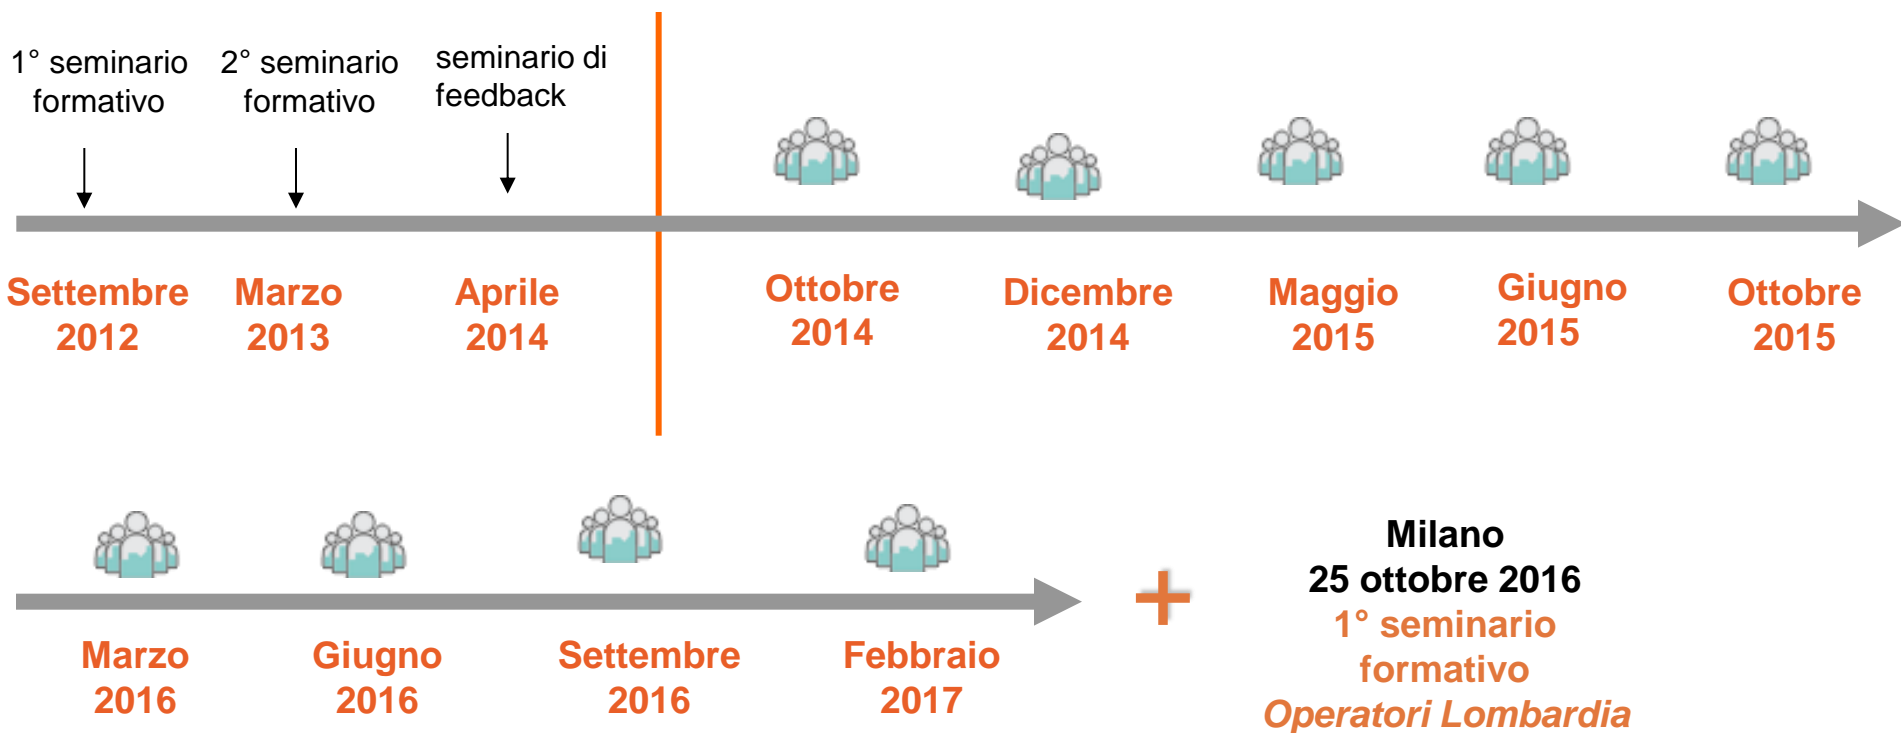 1° seminario
formativo
2° seminario
formativo
seminario di
feedback
Settembre
2012
Marzo
2013
Aprile
2014
Ottobre
2014
Dicembre
2014
Maggio
2015
Giugno
2015
Ottobre
2015
Marzo
2016
Giugno
2016
Settembre
2016
Febbraio
2017
+
Milano
25 ottobre 2016
1° seminario
formativo
Operatori Lombardia